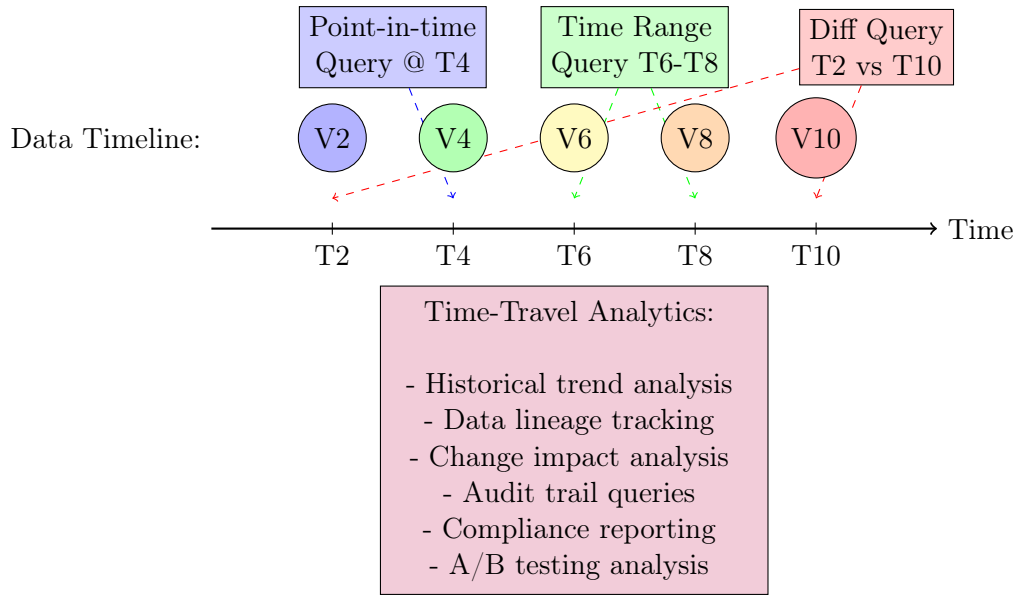 Point-in-time
Query @ T4
Time Range
Query T6-T8
Diff Query
T2 vs T10
Data Timeline:
V2
V4
V6
V8
V10
Time
T2
T4
T6
T8
T10
Time-Travel Analytics:
- Historical trend analysis
- Data lineage tracking
- Change impact analysis
- Audit trail queries
- Compliance reporting
- A/B testing analysis